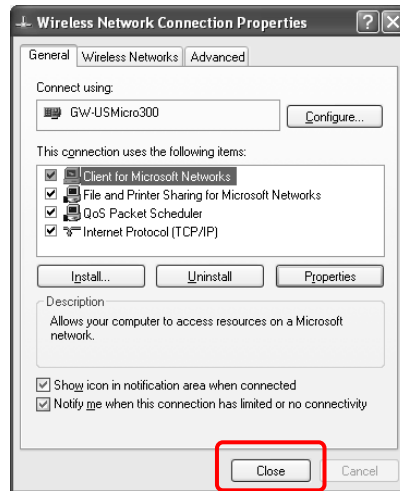 Wireless Network Connection Properties
General Wireless Networks Advanced
Connect using:
GW-USMicro300 Configure...
This connection uses the following items:
Client for Microsoft Networks
File and Printer Sharing for Microsoft Networks
QoS Packet Scheduler
Internet Protocol (TCP/IP)
Install... Uninstall Properties
Description
Allows your computer to access resources on a Microsoft
network.
Show icon in notification area when connected
Notify me when this connection has limited or no connectivity
Close Cancel